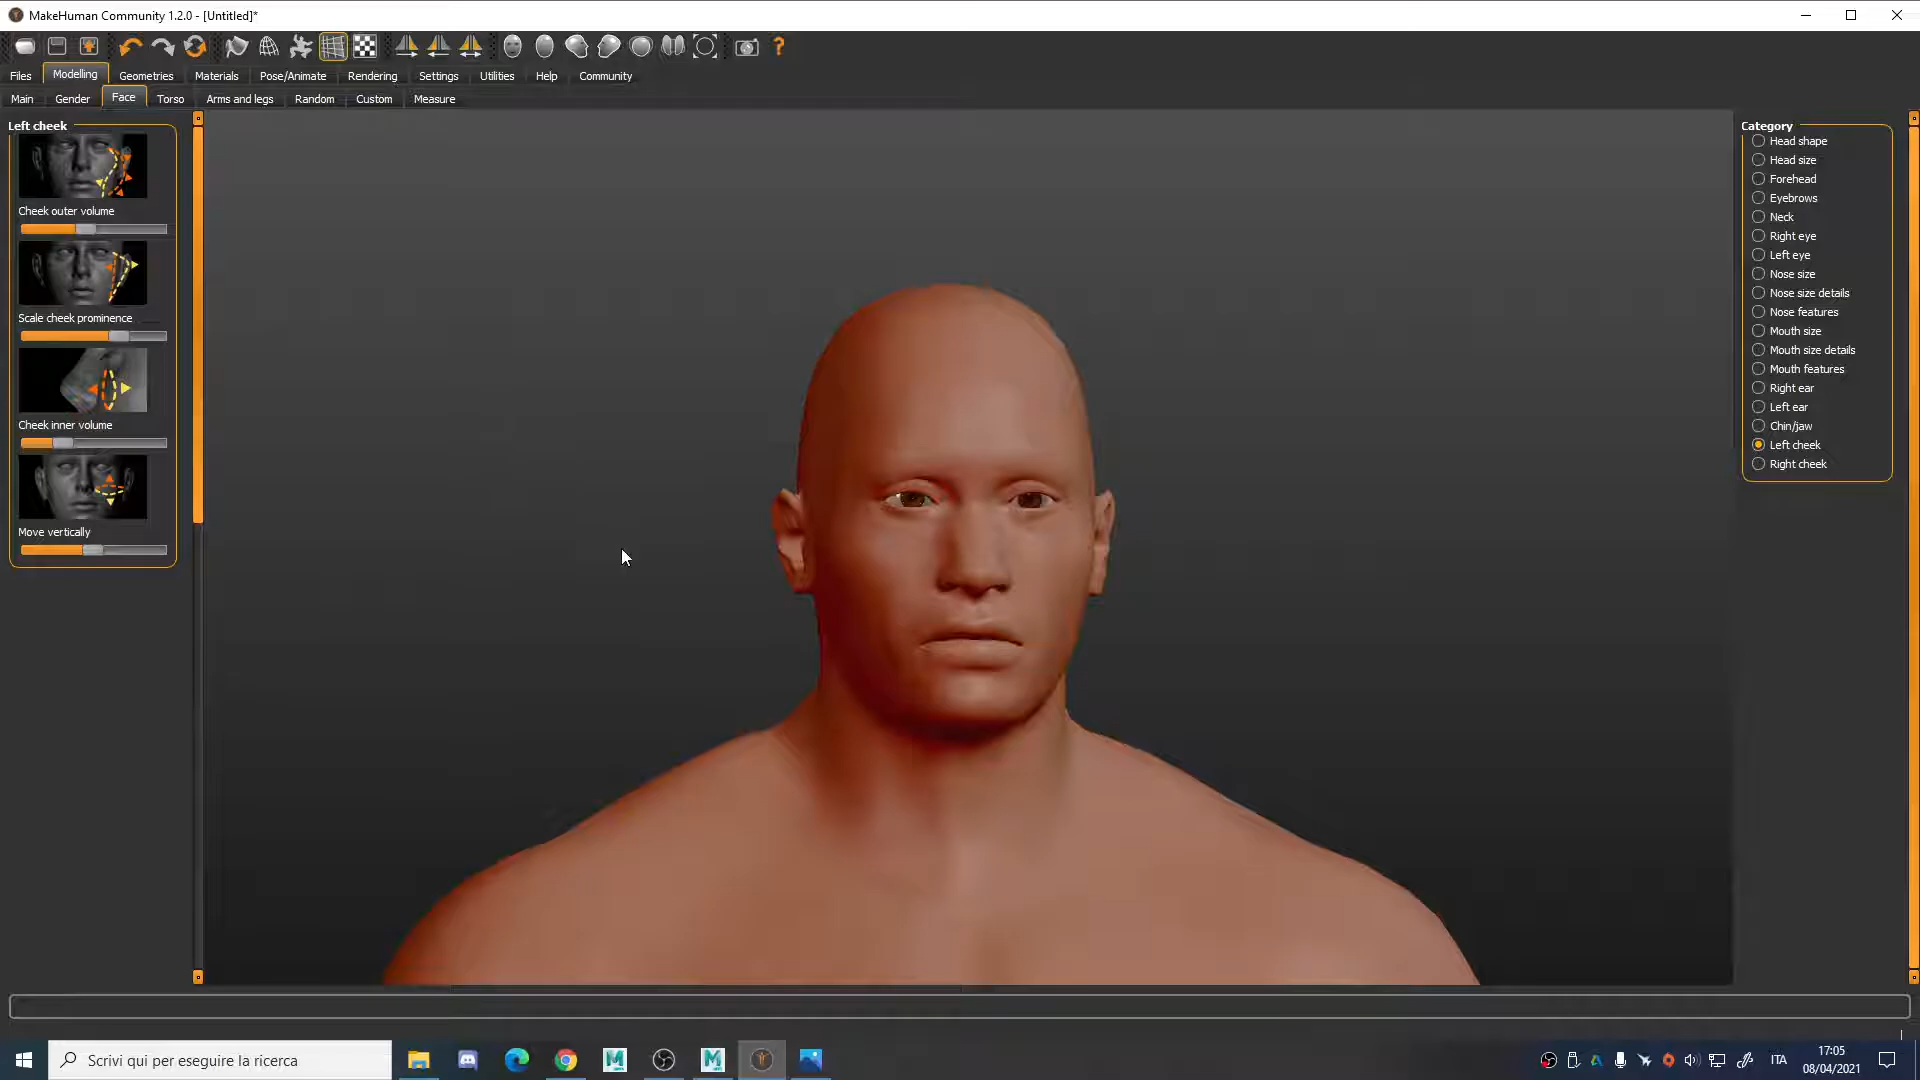 MakeHuman Community 1.2.0 - [Untitled]*
Files Modelling Geometries Materials Pose/Animate Rendering Settings Utilities Help Community
Main Gender Face Torso Arms and legs Random Custom Measure
Left cheek
Cheek outer volume
Scale cheek prominence
Cheek inner volume
Move vertically
Category
Head shape
Head size
Forehead
Eyebrows
Neck
Right eye
Left eye
Nose size
Nose size details
Nose features
Mouth size
Mouth size details
Mouth features
Right ear
Left ear
Chin/jaw
Left cheek
Right cheek
Scrivi qui per eseguire la ricerca
ITA
17:05
08/04/2021